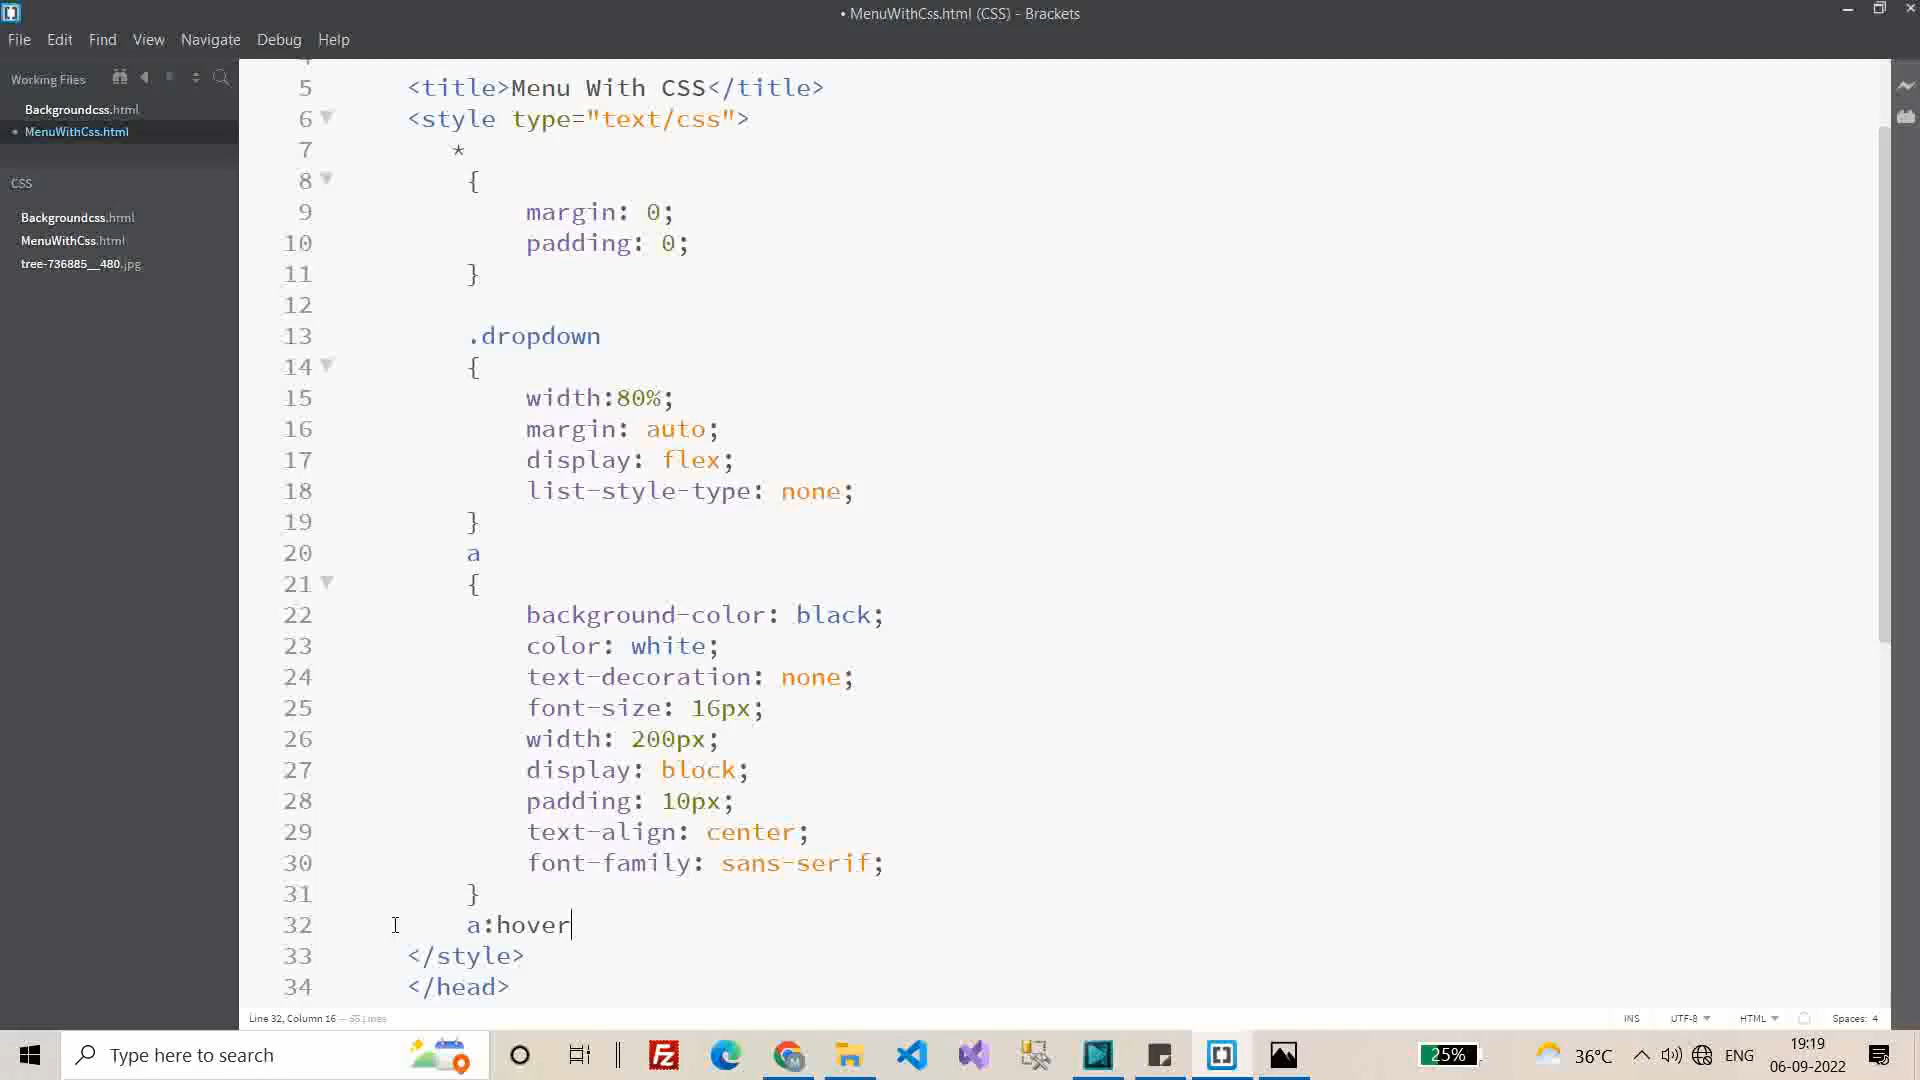 • MenuWithCss.html (CSS) - Brackets
File Edit Find View Navigate Debug Help
Working Files
Backgroundcss.html
• MenuWithCss.html
CSS
Backgroundcss.html
MenuWithCss.html
tree-736885__480.jpg
5 <title>Menu With CSS</title>
6 <style type="text/css">
7 *
8 {
9 margin: 0;
10 padding: 0;
11 }
12
13 .dropdown
14 {
15 width:80%;
16 margin: auto;
17 display: flex;
18 list-style-type: none;
19 }
20 a
21 {
22 background-color: black;
23 color: white;
24 text-decoration: none;
25 font-size: 16px;
26 width: 200px;
27 display: block;
28 padding: 10px;
29 text-align: center;
30 font-family: sans-serif;
31 }
32 a:hover
33 </style>
34 </head>
Line 32, Column 16 — 55 Lines
INS UTF-8 HTML Spaces: 4
Type here to search
25% 36°C ENG 19:19
06-09-2022